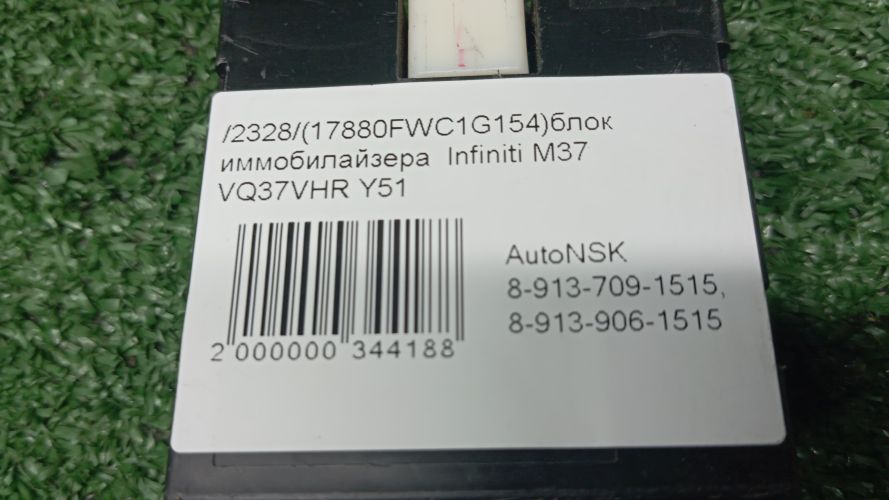 /2328/(17880FWC1G154)блок
иммобилайзера Infiniti M37
VQ37VHR Y51
AutoNSK
8-913-709-1515,
8-913-906-1515
2 000000 344188